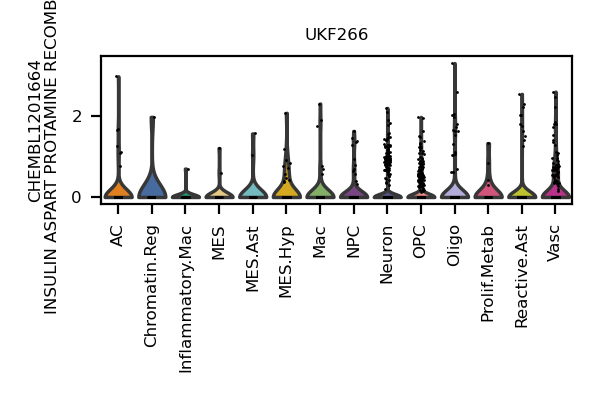 UKF266
CHEMBL1201664
INSULIN ASPART PROTAMINE RECOMB
2
0
AC
Chromatin.Reg
Inflammatory.Mac
MES
MES.Ast
MES.Hyp
Mac
NPC
Neuron
OPC
Oligo
Prolif.Metab
Reactive.Ast
Vasc